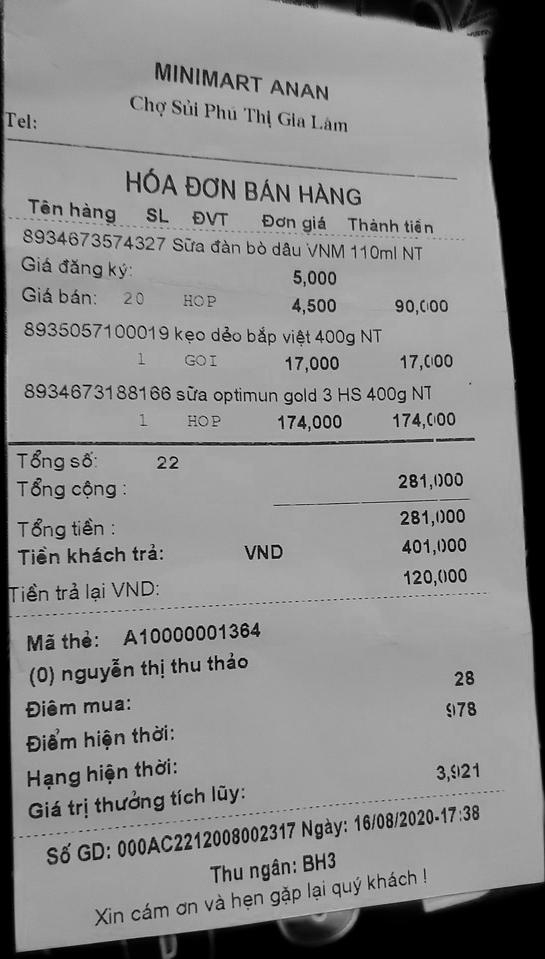 MINIMART ANAN
Chợ Sủi Phú Thị Gia Lâm
Tel:
HÓA ĐƠN BÁN HÀNG
Tên hàng SL ĐVT Đơn giá Thành tiền
8934673574327 Sữa đàn bò dâu VNM 110ml NT
Giá đăng ký: 5,000
Giá bán: 20 HOP 4,500 90,000
8935057100019 kẹo dẻo bắp việt 400g NT
1 GOI 17,000 17,000
8934673188166 sữa optimun gold 3 HS 400g NT
1 HOP 174,000 174,000
Tổng số: 22
Tổng cộng : 281,000
Tổng tiền : 281,000
Tiền khách trả: VND 401,000
Tiền trả lại VND: 120,000
Mã thẻ: A10000001364
(0) nguyễn thị thu thảo
Điêm mua: 28
Điểm hiện thời: 978
Hạng hiện thời:
Giá trị thưởng tích lũy: 3,921
Số GD: 000AC2212008002317 Ngày: 16/08/2020-17:38
Thu ngân: BH3
Xin cám ơn và hẹn gặp lại quý khách !